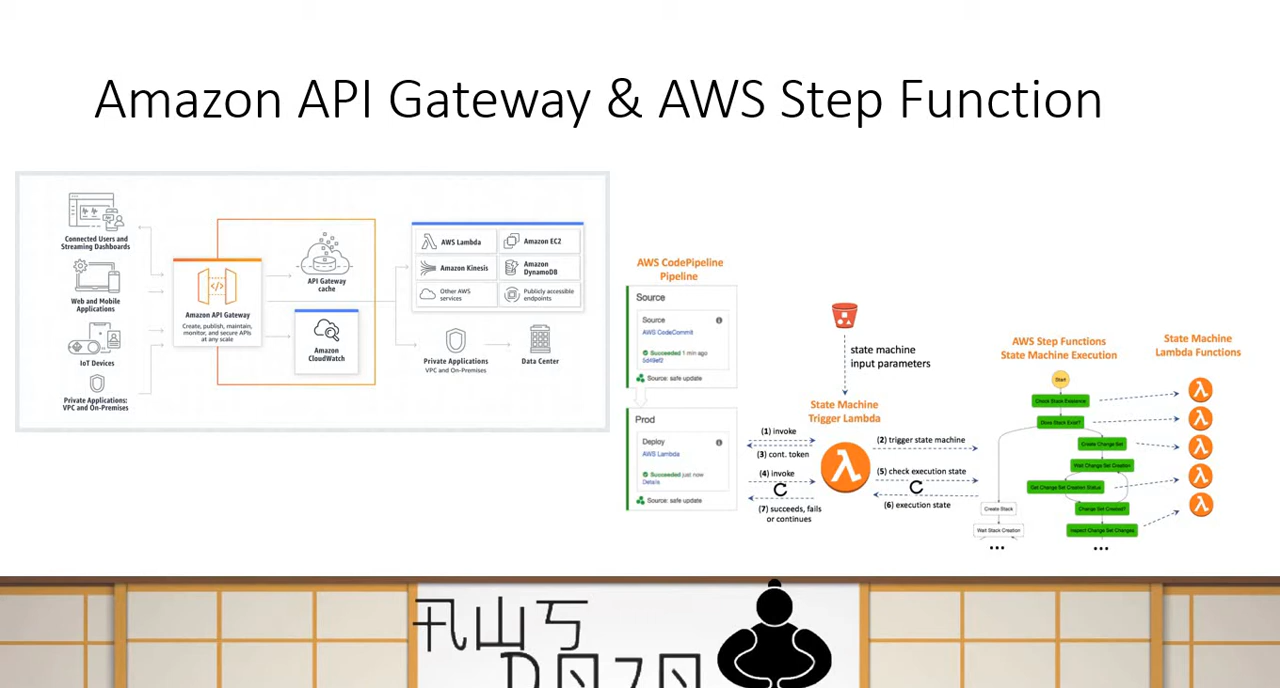 Amazon API Gateway & AWS Step Function
Connected Users and
Streaming Dashboards
Web and Mobile
Applications
IoT Devices
Private Applications:
VPC and On-Premises
Amazon API Gateway
Create, publish, maintain,
monitor, and secure APIs
at any scale
API Gateway
cache
Amazon
CloudWatch
AWS Lambda
Amazon EC2
Amazon Kinesis
Amazon
DynamoDB
Other AWS
services
Publicly accessible
endpoints
Private Applications
VPC and On-Premises
Data Center
AWS CodePipeline
Pipeline
Source
Source
AWS CodeCommit
Succeeded 1 min ago
5d49ef2
Source: safe update
Prod
Deploy
AWS Lambda
Succeeded just now
Details
Source: safe update
state machine
input parameters
State Machine
Trigger Lambda
(1) invoke
(3) cont. token
(4) invoke
(7) succeeds, fails
or continues
(2) trigger state machine
(5) check execution state
(6) execution state
AWS Step Functions
State Machine Execution
Start
Check Stack Existence
Does Stack Exist?
Create Change Set
Wait Change Set Creation
Get Change Set Creation Status
Change Set Created?
Inspect Change Set Changes
Create Stack
Wait Stack Creation
•••
•••
State Machine
Lambda Functions